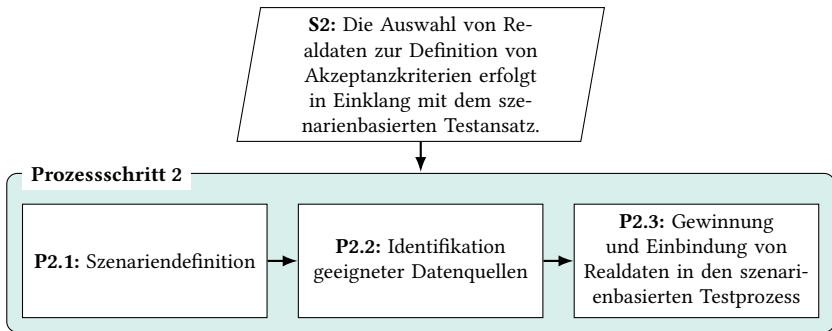 S2: Die Auswahl von Re-
aldaten zur Definition von
Akzeptanzkriterien erfolgt
in Einklang mit dem sze-
narienbasierten Testansatz.
Prozessschritt 2
P2.1: Szenariendefinition
P2.2: Identifikation
geeigneter Datenquellen
P2.3: Gewinnung
und Einbindung von
Realdaten in den szenari-
enbasierten Testprozess